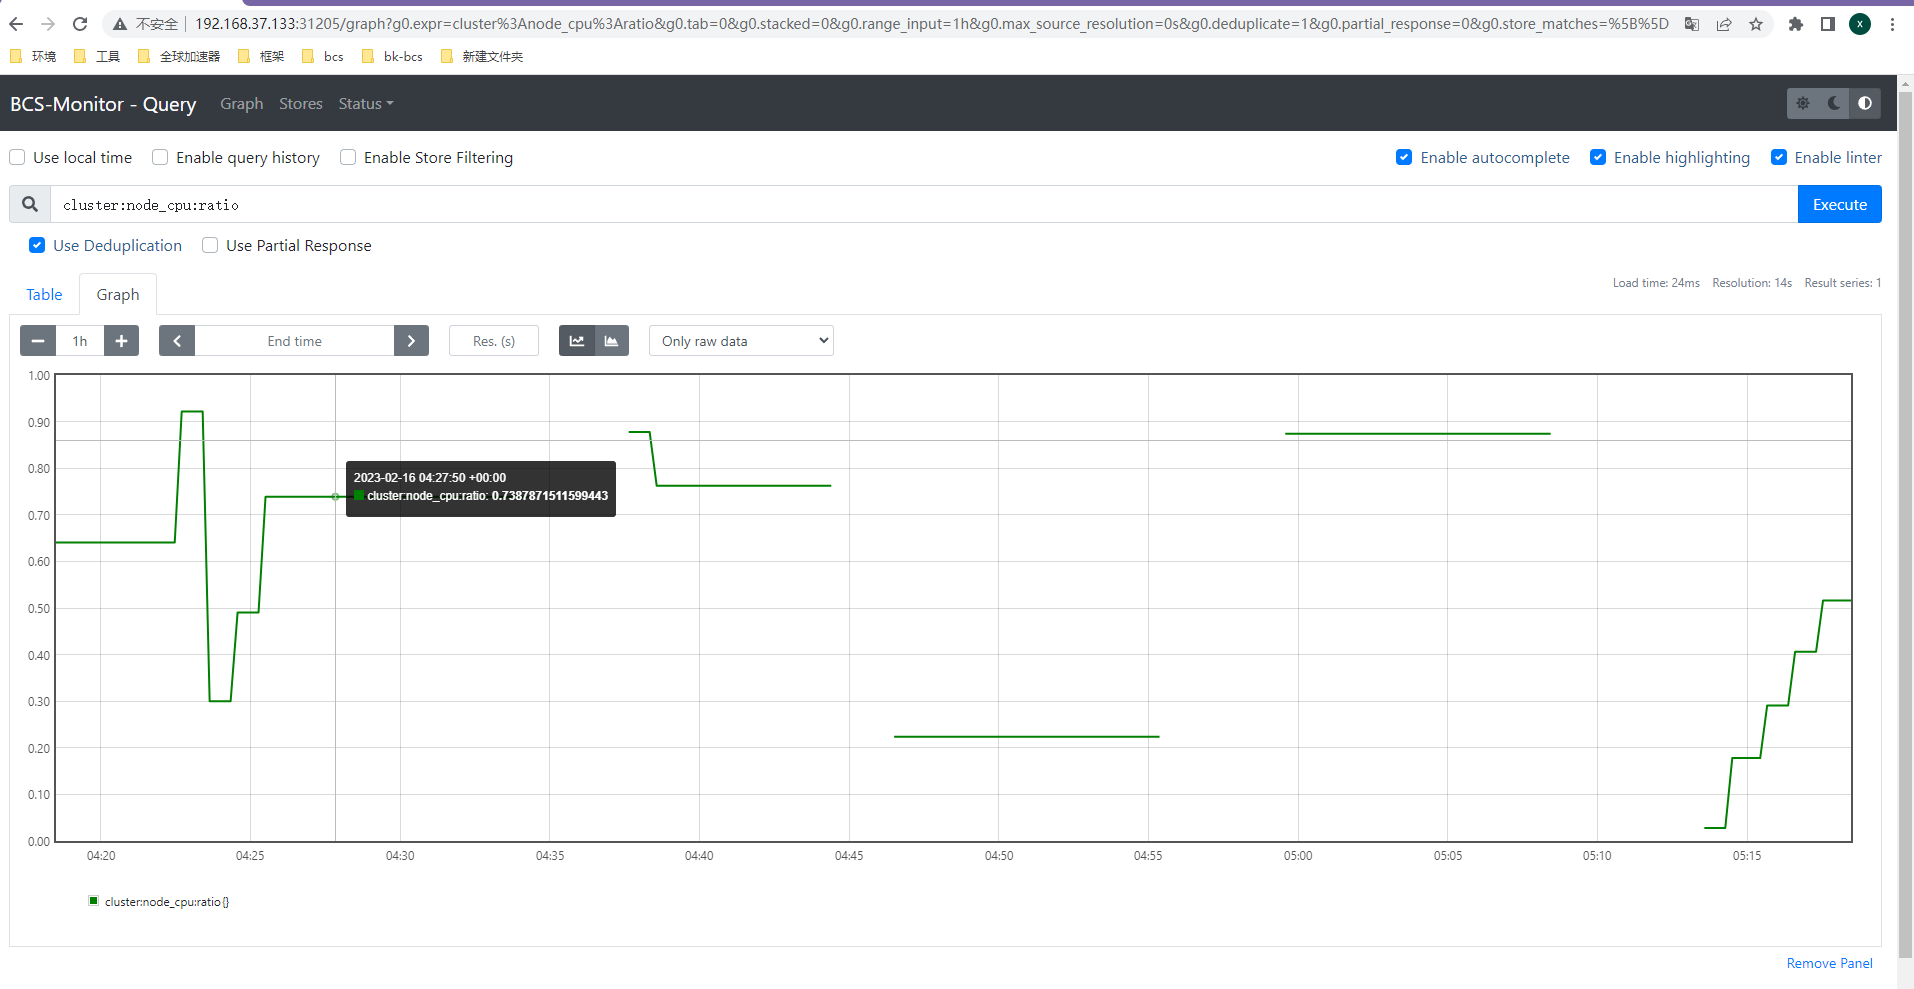 不安全 192.168.37.133:31205/graph?g0.expr=cluster%3Anode_cpu%3Aratio&g0.tab=0&g0.stacked=0&g0.range_input=1h&g0.max_source_resolution=0s&g0.deduplicate=1&g0.partial_response=0&g0.store_matches=%5B%5D X
环境 工具 全球加速器 框架 bcs bk-bcs 新建文件夹
BCS-Monitor - Query Graph Stores Status
Use local time Enable query history Enable Store Filtering Enable autocomplete Enable highlighting Enable linter
cluster:node_cpu:ratio Execute
Use Deduplication Use Partial Response
Table Graph Load time: 24ms Resolution: 14s Result series: 1
1h End time Res. (s) Only raw data
1.00
0.90
0.80
2023-02-16 04:27:50 +00:00
cluster:node_cpu:ratio: 0.7387871511599443
0.70
0.60
0.50
0.40
0.30
0.20
0.10
0.00
04:20 04:25 04:30 04:35 04:40 04:45 04:50 04:55 05:00 05:05 05:10 05:15
cluster:node_cpu:ratio{}
Remove Panel